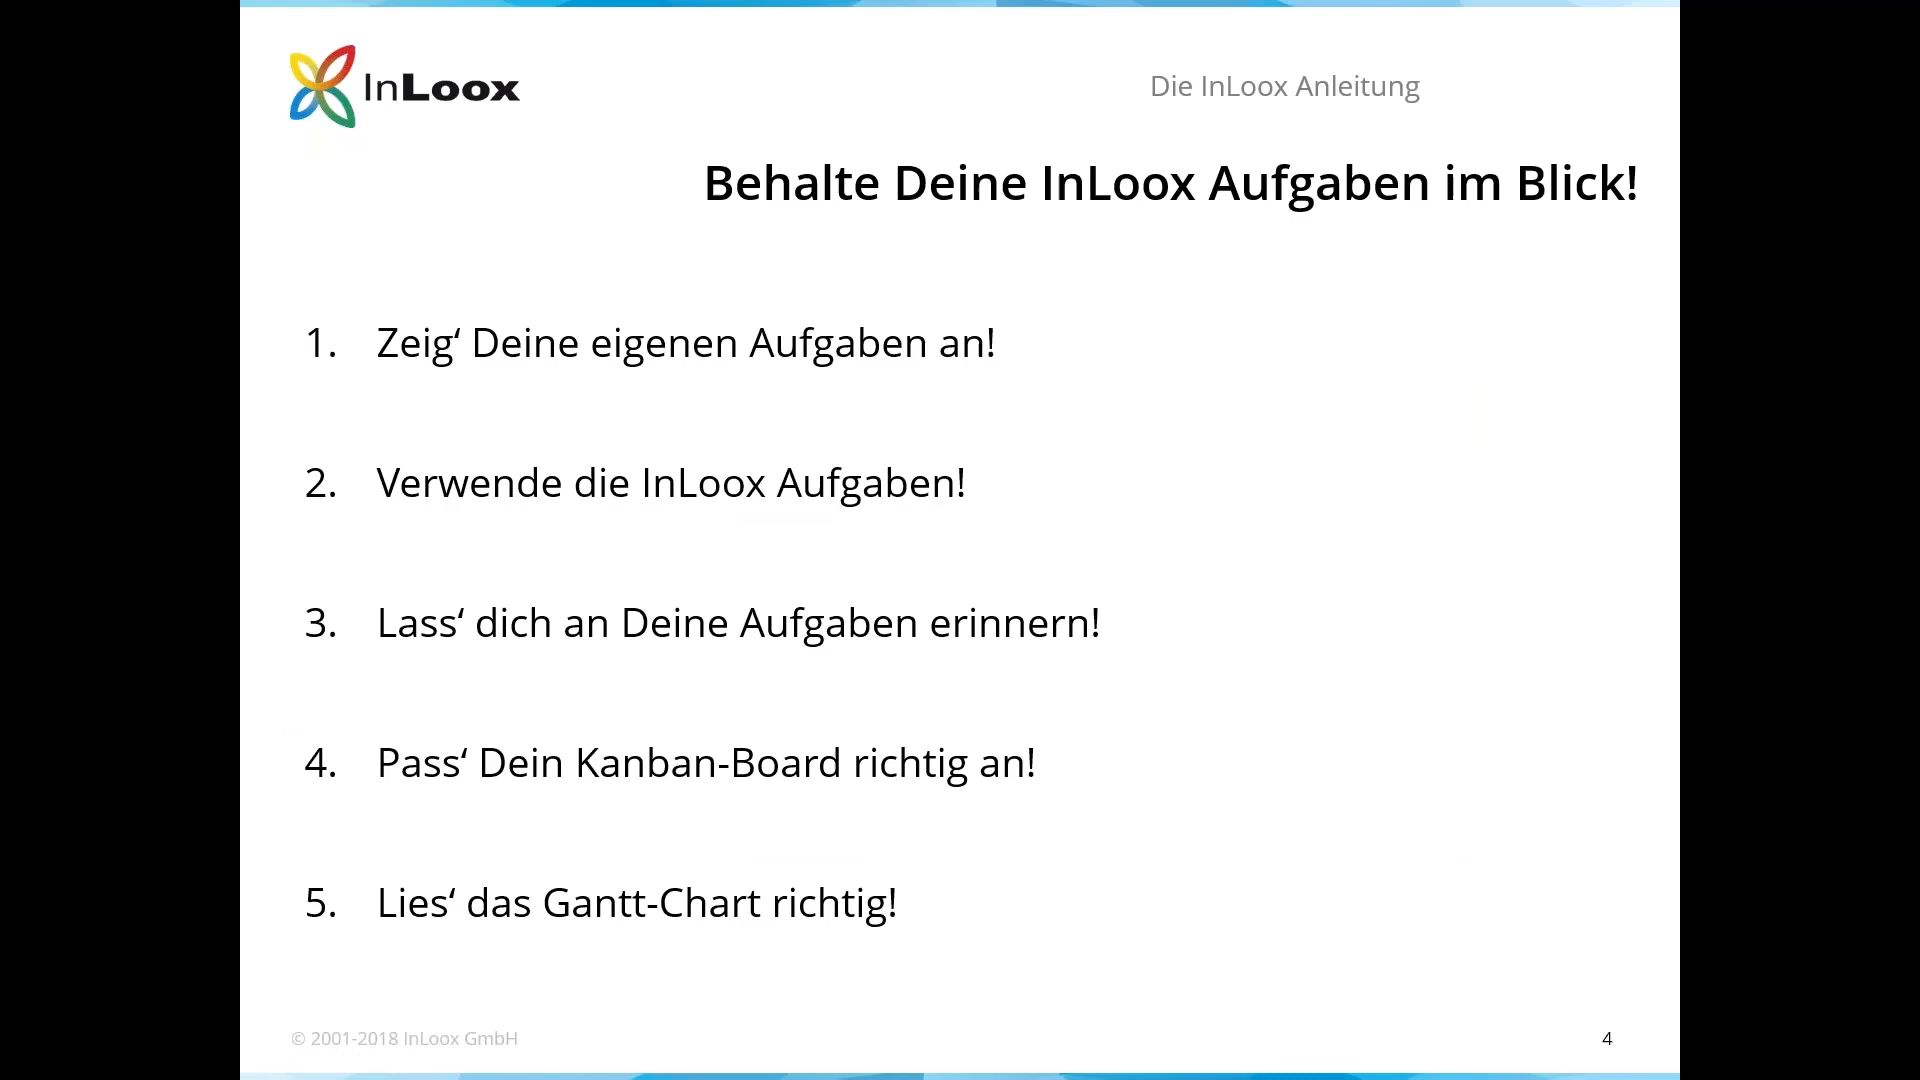 InLoox
Die InLoox Anleitung
Behalte Deine InLoox Aufgaben im Blick!
1. Zeig‘ Deine eigenen Aufgaben an!
2. Verwende die InLoox Aufgaben!
3. Lass‘ dich an Deine Aufgaben erinnern!
4. Pass‘ Dein Kanban-Board richtig an!
5. Lies‘ das Gantt-Chart richtig!
© 2001-2018 InLoox GmbH
4